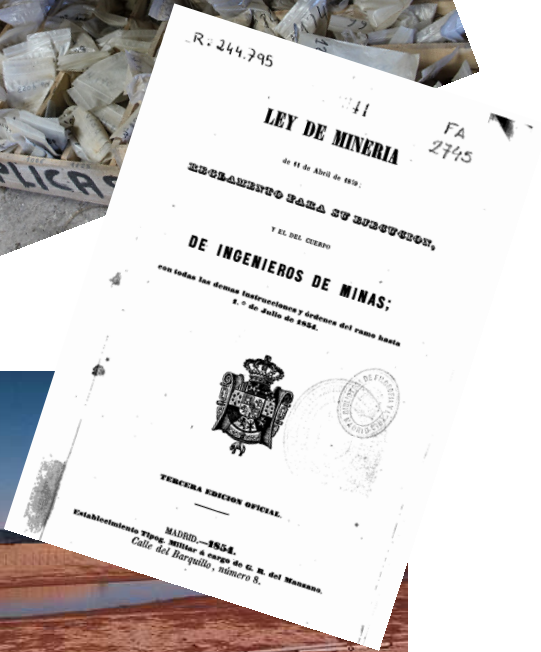 R: 244.795
FA
2745
LEY DE MINERIA
de 11 de Abril de 1859;
REGLAMENTO PARA SU EJECUCION,
Y EL DEL CUERPO
DE INGENIEROS DE MINAS;
con todas las demas instrucciones y órdenes del ramo hasta
1.º de Julio de 1854.
TERCERA EDICION OFICIAL.
MADRID.—1854.
Establecimiento Tipog. Militar á cargo de G. R. del Manzano.
Calle del Barquillo, número 8.
PLICAS